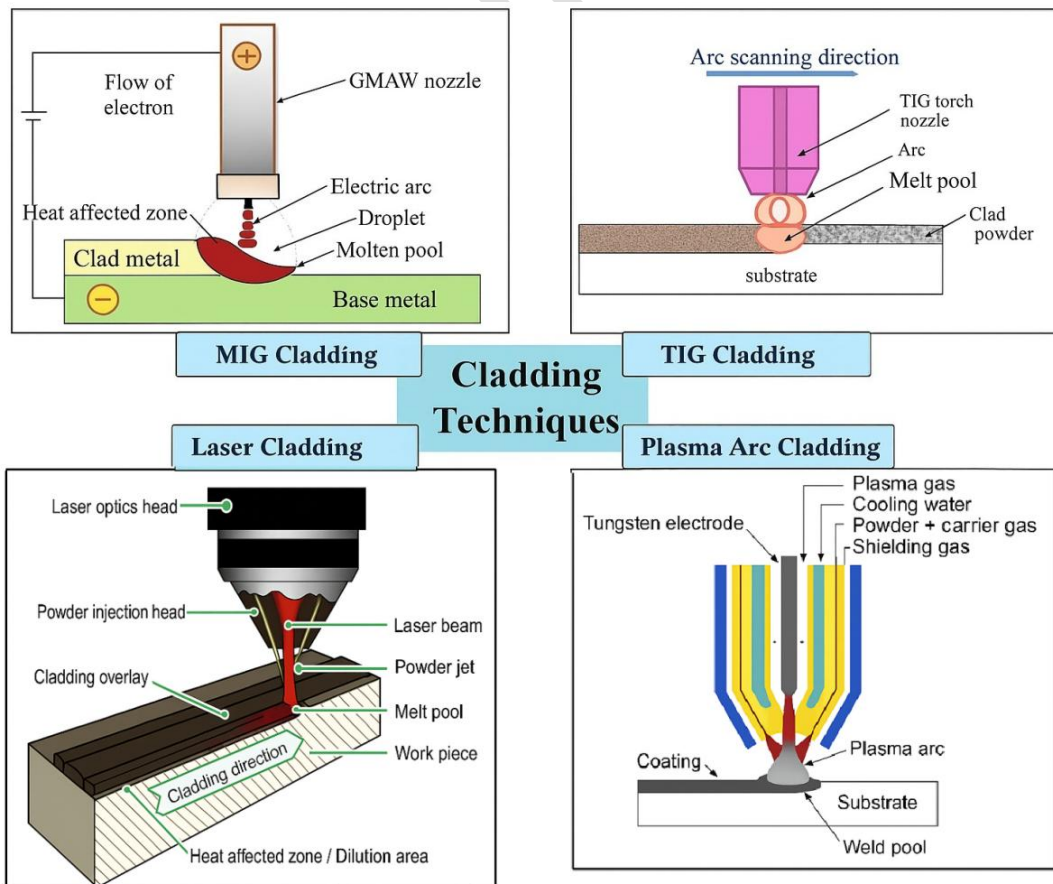 Flow of
electron
+
GMAW nozzle
Electric arc
Heat affected zone
Droplet
Molten pool
Clad metal
Base metal
−
MIG Cladding
Arc scanning direction
TIG torch
nozzle
Arc
Melt pool
Clad
powder
substrate
TIG Cladding
Cladding
Techniques
Laser Cladding
Laser optics head
Powder injection head
Laser beam
Cladding overlay
Powder jet
Melt pool
Work piece
Cladding direction
Heat affected zone / Dilution area
Plasma Arc Cladding
Plasma gas
Cooling water
Tungsten electrode
Powder + carrier gas
Shielding gas
Plasma arc
Coating
Substrate
Weld pool